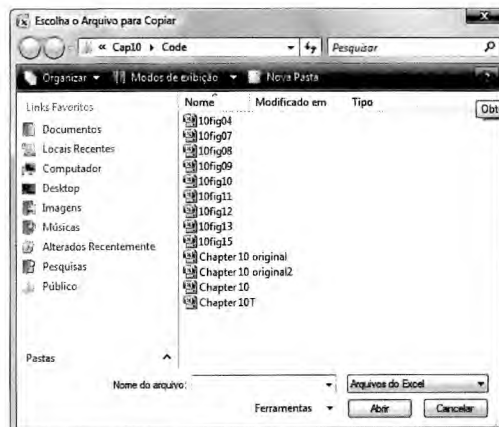 Escolha o Arquivo para Copiar
« Cap10 Code
Pesquisar
Organizar Modos de exibição Nova Pasta
Links Favoritos
Documentos
Locais Recentes
Computador
Desktop
Imagens
Músicas
Alterados Recentemente
Pesquisas
Público
Pastas
Nome Modificado em Tipo
Obt
10fig04
10fig07
10fig08
10fig09
10fig10
10fig11
10fig12
10fig13
10fig15
Chapter 10 original
Chapter 10 original2
Chapter 10
Chapter 10T
Nome do arquivo: Arquivos do Excel
Ferramentas Abrir Cancelar